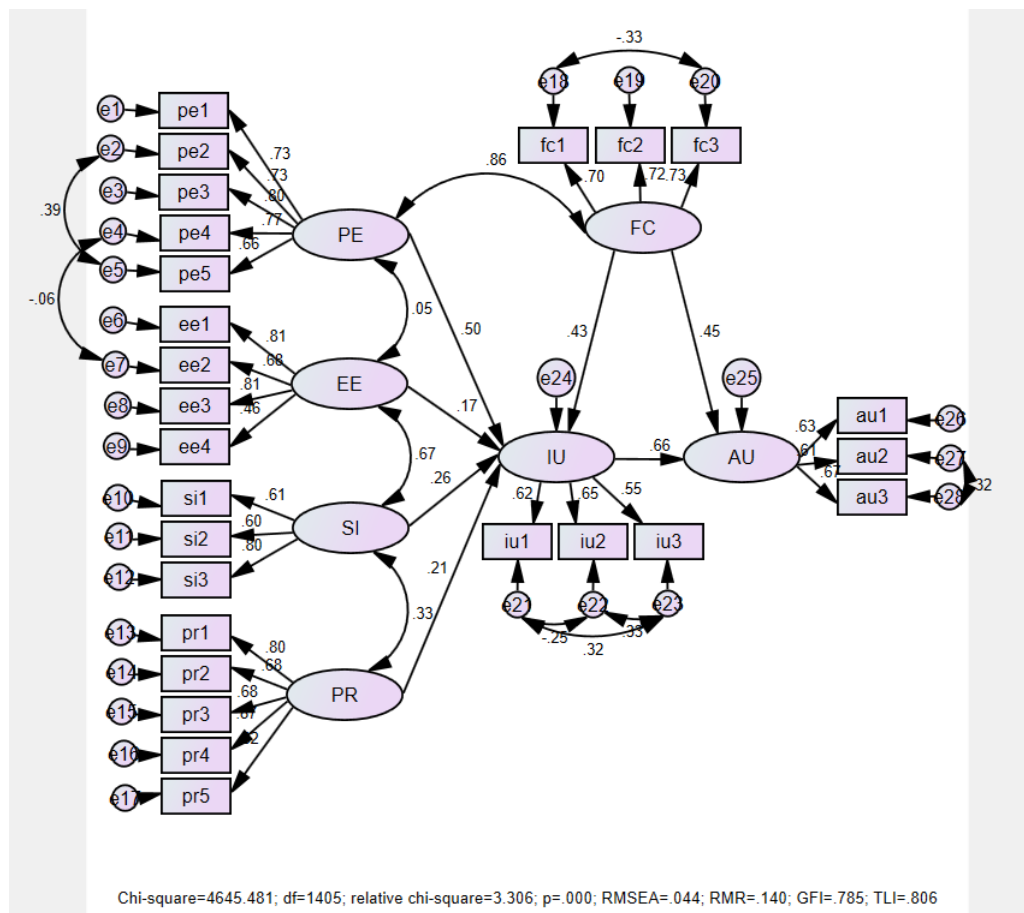 -.33
e18 e19 e20
e1 pe1 fc1 fc2 fc3
e2 pe2 .73 .86 .70 .72 .73
e3 pe3 .73
.39 e4 pe4 .80 PE FC
e5 pe5 .77
.66
-.06
e6 ee1 .05 .50 .43 .45
e7 ee2 .81
e8 ee3 .68 EE e24 e25
e9 ee4 .81 .17 au1 e26
.46 .63
.67 IU .66 AU .61 au2 e27
e10 si1 .26 .67 .32
e11 si2 .61 .62 .65 .55 au3 e28
e12 si3 .60 SI
.80 iu1 iu2 iu3
.21
e13 pr1 .33 e21 e22 e23
e14 pr2 .80 -.25 .33
e15 pr3 .68 PR .32
e16 pr4 .68
e17 pr5 .67
Chi-square=4645.481; df=1405; relative chi-square=3.306; p=.000; RMSEA=.044; RMR=.140; GFI=.785; TLI=.806